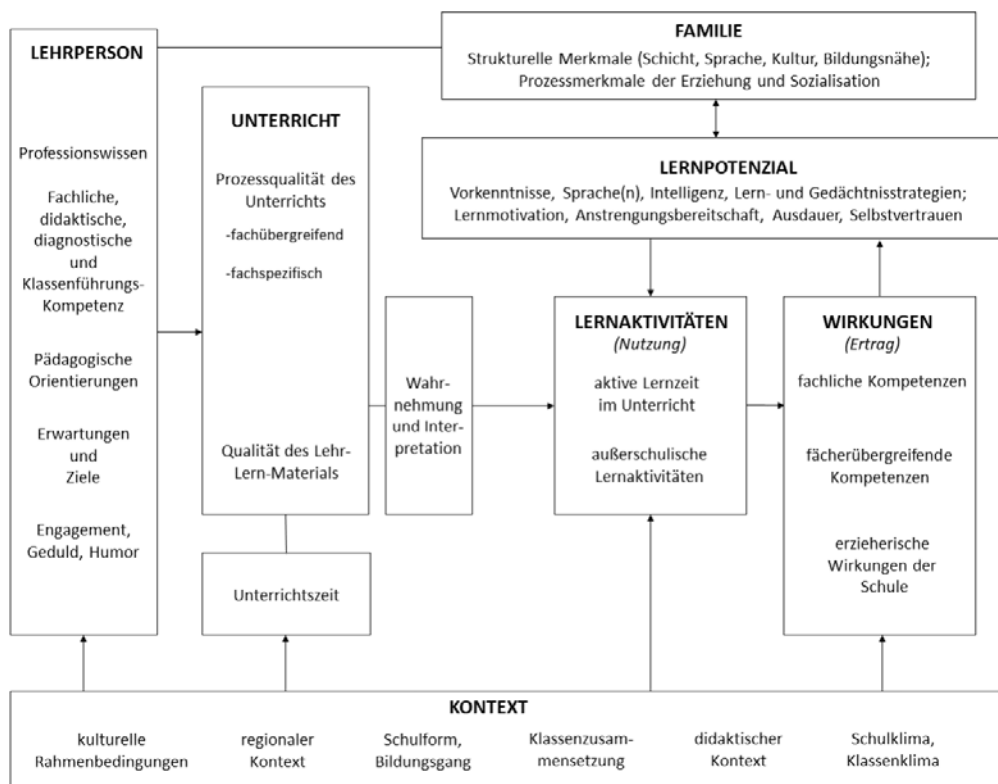 LEHRPERSON
Professionswissen
Fachliche,
didaktische,
diagnostische
und
Klassenführungs-
Kompetenz
Pädagogische
Orientierungen
Erwartungen
und
Ziele
Engagement,
Geduld, Humor
UNTERRICHT
Prozessqualität des
Unterrichts
-fachübergreifend
-fachspezifisch
Qualität des Lehr-
Lern-Materials
Unterrichtszeit
Wahr-
nehmung
und Inter-
pretation
FAMILIE
Strukturelle Merkmale (Schicht, Sprache, Kultur, Bildungsnähe);
Prozessmerkmale der Erziehung und Sozialisation
LERNPOTENZIAL
Vorkenntnisse, Sprache(n), Intelligenz, Lern- und Gedächtnisstrategien;
Lernmotivation, Anstrengungsbereitschaft, Ausdauer, Selbstvertrauen
LERNAKTIVITÄTEN
(Nutzung)
aktive Lernzeit
im Unterricht
außerschulische
Lernaktivitäten
WIRKUNGEN
(Ertrag)
fachliche Kompetenzen
fächerübergreifende
Kompetenzen
erzieherische
Wirkungen der
Schule
KONTEXT
kulturelle
Rahmenbedingungen
regionaler
Kontext
Schulform,
Bildungsgang
Klassenzusam-
mensetzung
didaktischer
Kontext
Schulklima,
Klassenklima